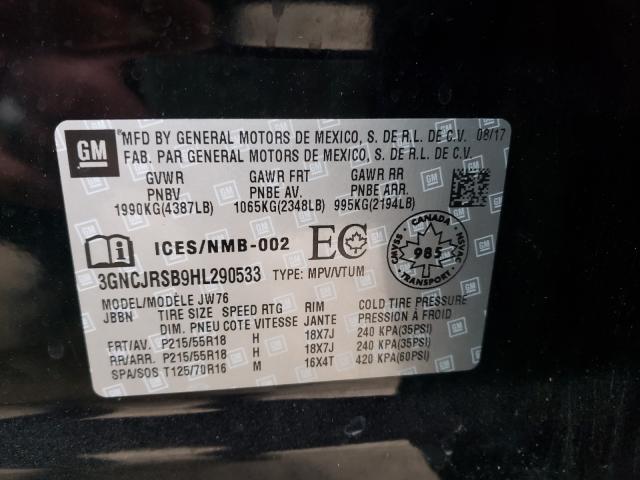 GM
MFD BY GENERAL MOTORS DE MEXICO, S. DE R.L. DE C.V. 08/17
FAB. PAR GENERAL MOTORS DE MEXICO, S. DE R.L. DE C.V.
GVWR GAWR FRT GAWR RR
PNBV PNBE AV. PNBE ARR.
1990KG(4387LB) 1065KG(2348LB) 995KG(2194LB)
ICES/NMB-002 EC
CANADA
985
CMVSS NSVAC
3GNCJRSB9HL290533 TYPE: MPV/VTUM
MODEL/MODÈLE JW76
JBBN TIRE SIZE SPEED RTG RIM COLD TIRE PRESSURE
DIM. PNEU COTE VITESSE JANTE PRESSION À FROID
FRT/AV. P215/55R18 H 18X7J 240 KPA(35PSI)
RR/ARR. P215/55R18 H 18X7J 240 KPA(35PSI)
SPA/SOS T125/70R16 M 16X4T 420 KPA(60PSI)